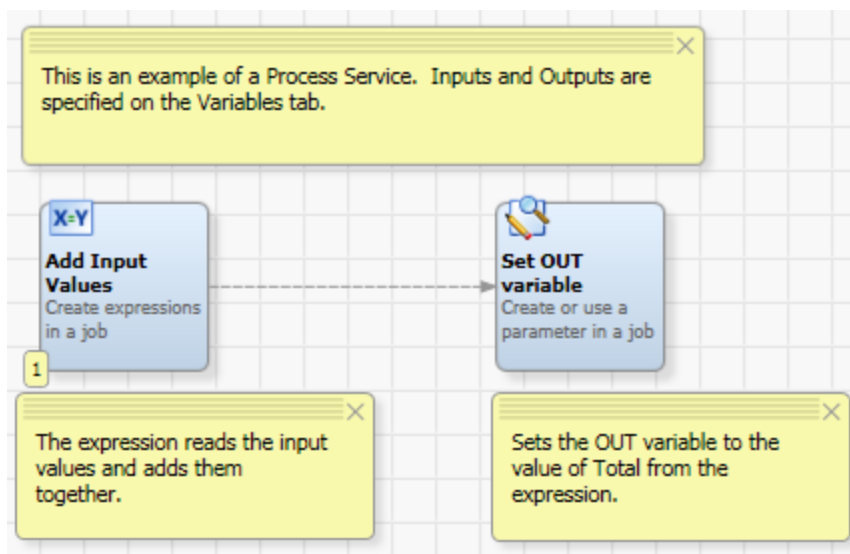 This is an example of a Process Service.  Inputs and Outputs are
specified on the Variables tab.
X=Y
Add Input
Values
Create expressions
in a job
1
Set OUT
variable
Create or use a
parameter in a job
The expression reads the input
values and adds them
together.
Sets the OUT variable to the
value of Total from the
expression.